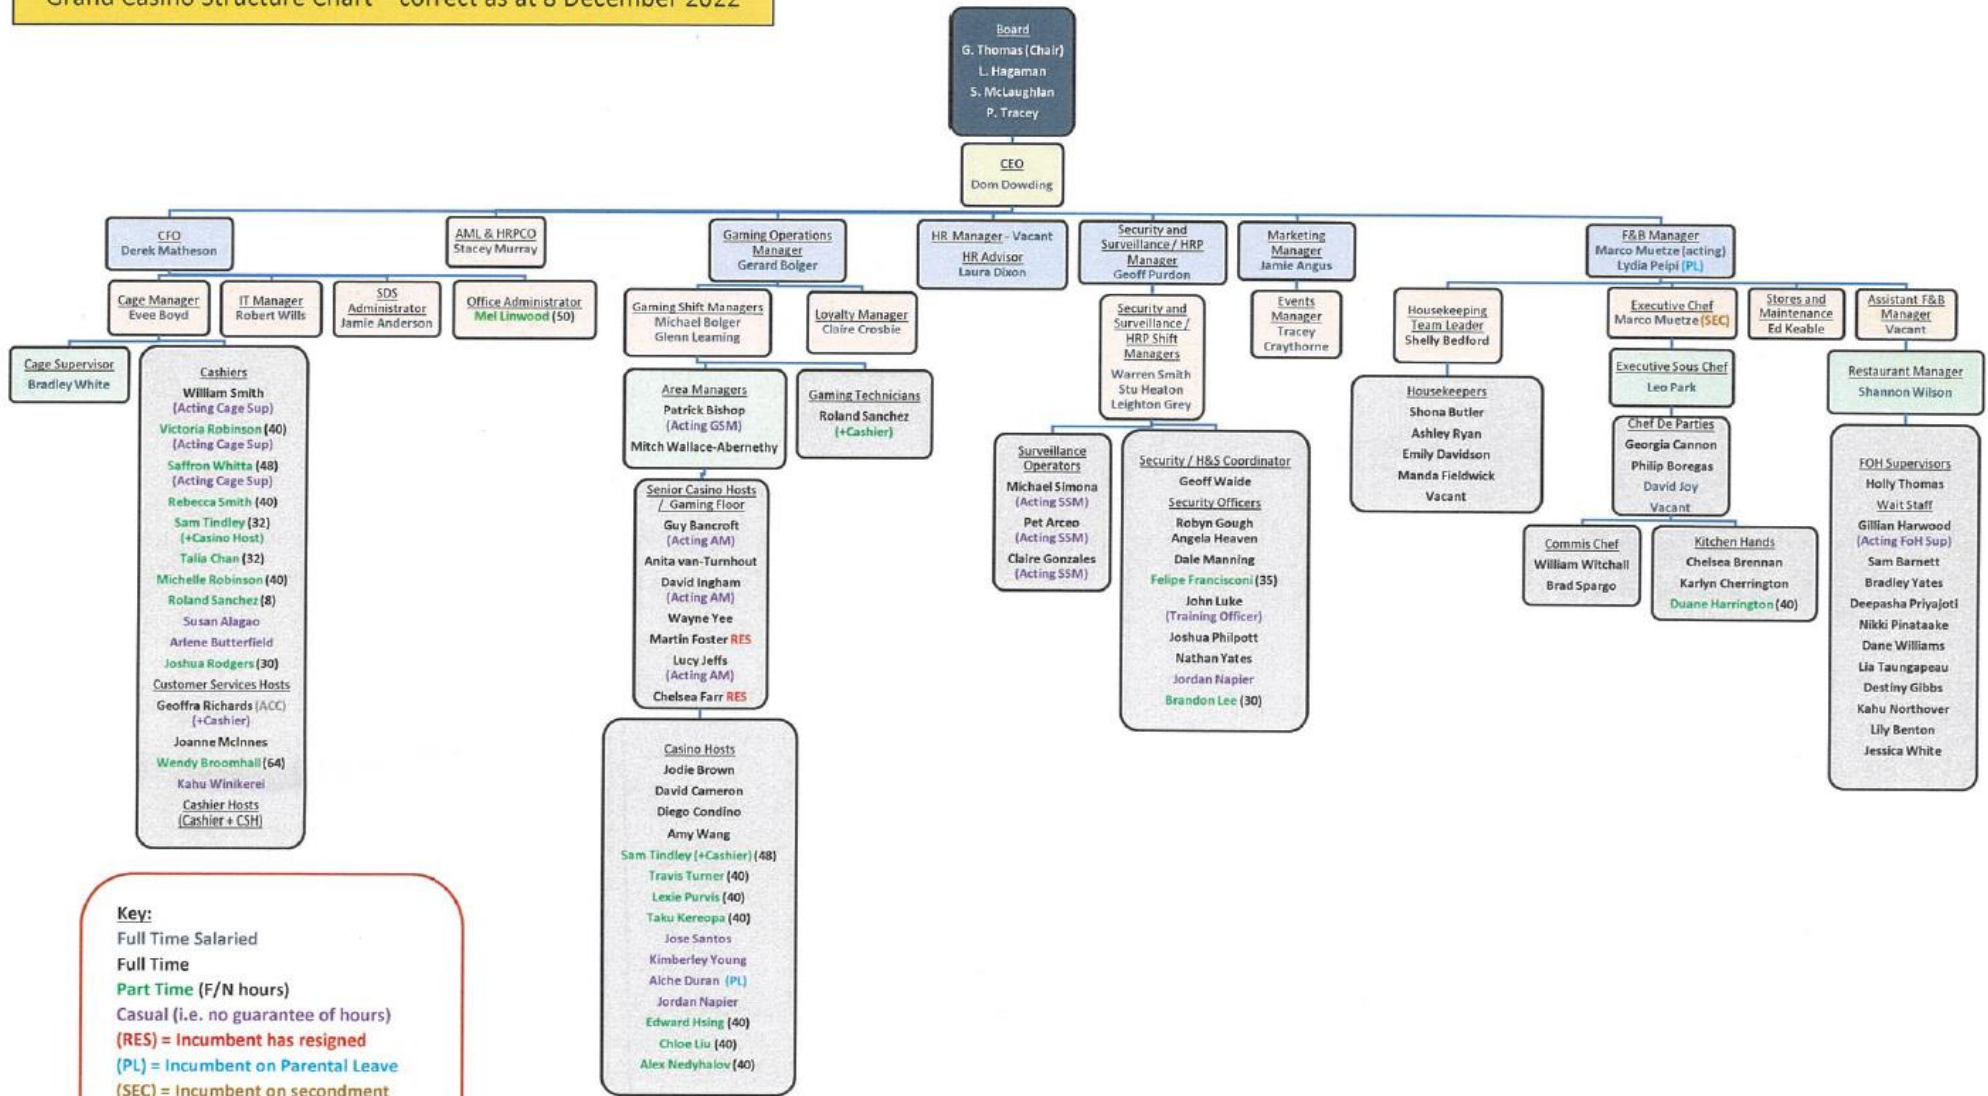 Grand Casino Structure Chart - correct as at 8 December 2022
Board
G. Thomas (Chair)
L. Hagaman
S. McLaughlan
P. Tracey
CEO
Dom Dowding
CFO
Derek Matheson
AML & HRPCO
Stacey Murray
Gaming Operations
Manager
Gerard Bolger
HR Manager - Vacant
HR Advisor
Laura Dixon
Security and
Surveillance / HRP
Manager
Geoff Purdon
Marketing
Manager
Jamie Angus
F&B Manager
Marco Muetze (acting)
Lydia Peipi (PL)
Cage Manager
Evee Boyd
IT Manager
Robert Wills
SDS
Administrator
Jamie Anderson
Office Administrator
Mel Linwood (50)
Gaming Shift Managers
Michael Bolger
Glenn Leaming
Loyalty Manager
Claire Crosbie
Security and
Surveillance /
HRP Shift
Managers
Warren Smith
Stu Heaton
Leighton Grey
Events
Manager
Tracey
Craythorne
Housekeeping
Team Leader
Shelly Bedford
Executive Chef
Marco Muetze (SEC)
Stores and
Maintenance
Ed Keable
Assistant F&B
Manager
Vacant
Cage Supervisor
Bradley White
Cashiers
William Smith
(Acting Cage Sup)
Victoria Robinson (40)
(Acting Cage Sup)
Saffron Whitta (48)
(Acting Cage Sup)
Rebecca Smith (40)
Sam Tindley (32)
(+Casino Host)
Talia Chan (32)
Michelle Robinson (40)
Roland Sanchez (8)
Susan Alagao
Arlene Butterfield
Joshua Rodgers (30)
Customer Services Hosts
Geoffra Richards (ACC)
(+Cashier)
Joanne McInnes
Wendy Broomhall (64)
Kahu Winikerei
Cashier Hosts
(Cashier + CSH)
Area Managers
Patrick Bishop
(Acting GSM)
Mitch Wallace-Abernethy
Gaming Technicians
Roland Sanchez
(+Cashier)
Senior Casino Hosts
/ Gaming Floor
Guy Bancroft
(Acting AM)
Anita van-Turnhout
David Ingham
(Acting AM)
Wayne Yee
Martin Foster RES
Lucy Jeffs
(Acting AM)
Chelsea Farr RES
Casino Hosts
Jodie Brown
David Cameron
Diego Condino
Amy Wang
Sam Tindley (+Cashier) (48)
Travis Turner (40)
Lexie Purvis (40)
Taku Kereopa (40)
Jose Santos
Kimberley Young
Alche Duran (PL)
Jordan Napier
Edward Hsing (40)
Chloe Liu (40)
Alex Nedyhalov (40)
Surveillance
Operators
Michael Simona
(Acting SSM)
Pet Arceo
(Acting SSM)
Claire Gonzales
(Acting SSM)
Security / H&S Coordinator
Geoff Waide
Security Officers
Robyn Gough
Angela Heaven
Dale Manning
Felipe Francisconi (35)
John Luke
(Training Officer)
Joshua Philpott
Nathan Yates
Jordan Napier
Brandon Lee (30)
Housekeepers
Shona Butler
Ashley Ryan
Emily Davidson
Manda Fieldwick
Vacant
Executive Sous Chef
Leo Park
Chef De Parties
Georgia Cannon
Philip Boregas
David Joy
Vacant
Commis Chef
William Witchall
Brad Spargo
Kitchen Hands
Chelsea Brennan
Karlyn Cherrington
Duane Harrington (40)
Restaurant Manager
Shannon Wilson
FOH Supervisors
Holly Thomas
Wait Staff
Gillian Harwood
(Acting FoH Sup)
Sam Barnett
Bradley Yates
Deepasha Priyajoti
Nikki Pinataake
Dane Williams
Lia Taungapeau
Destiny Gibbs
Kahu Northover
Lily Benton
Jessica White
Key:
Full Time Salaried
Full Time
Part Time (F/N hours)
Casual (i.e. no guarantee of hours)
(RES) = Incumbent has resigned
(PL) = Incumbent on Parental Leave
(SEC) = Incumbent on secondment